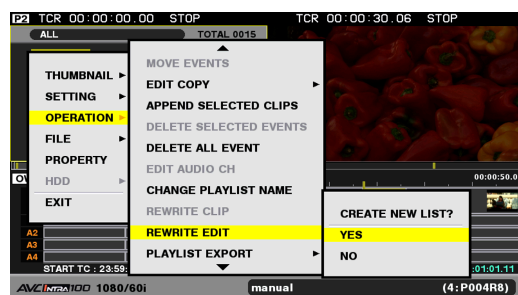 P2 TCR 00:00:00.00 STOP TCR 00:00:30.06 STOP
ALL TOTAL 0015
THUMBNAIL
SETTING
OPERATION
FILE
PROPERTY
HDD
EXIT
MOVE EVENTS
EDIT COPY
APPEND SELECTED CLIPS
DELETE SELECTED EVENTS
DELETE ALL EVENT
EDIT AUDIO CH
CHANGE PLAYLIST NAME
REWRITE CLIP
REWRITE EDIT
PLAYLIST EXPORT
CREATE NEW LIST?
YES
NO
00:00:50.0
A2
A3
A4
START TC : 23:59:
:01:01.11
AVC INTRA 100 1080/60i manual (4:P004R8)